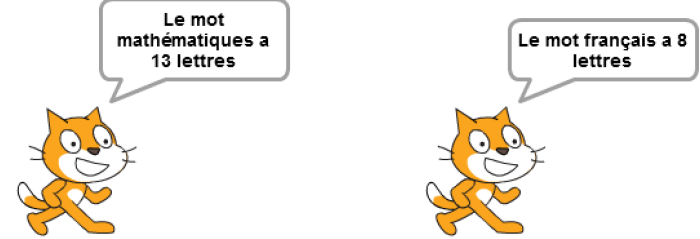 Le mot
mathématiques a
13 lettres
Le mot français a 8
lettres